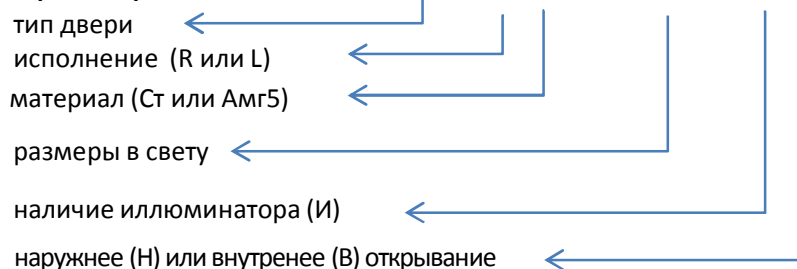 тип двери
исполнение (R или L)
материал (Ст или Амг5)
размеры в свету
наличие иллюминатора (И)
наружнее (Н) или внутренее (В) открывание